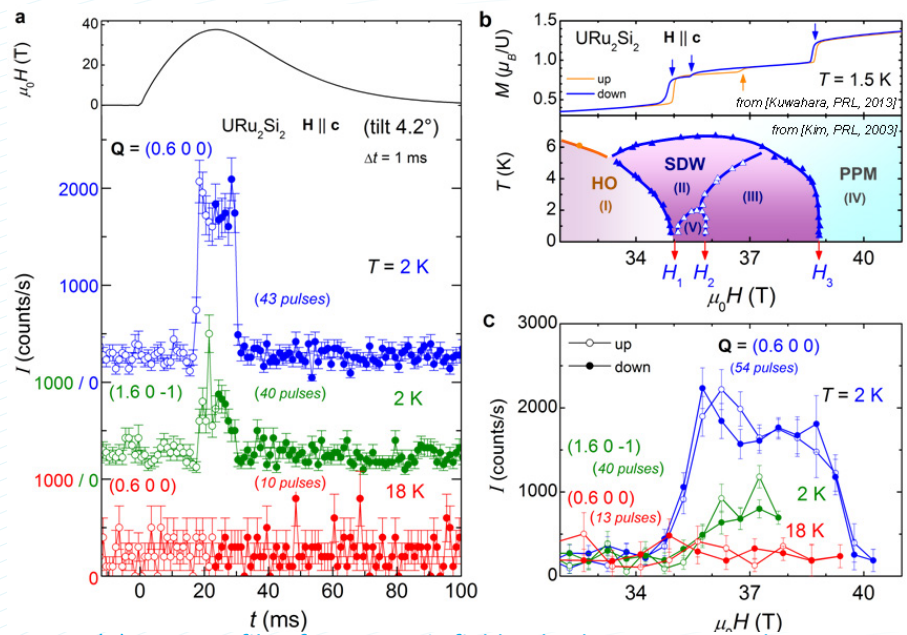 a
40
20
0
μ₀H (T)
URu₂Si₂ H || c (tilt 4.2°)
Δt = 1 ms
Q = (0.6 0 0)
2000
T = 2 K
1000
(43 pulses)
1000 / 0
(1.6 0 -1)
(40 pulses)
2 K
1000 / 0
(0.6 0 0)
(10 pulses)
18 K
0
I (counts/s)
0 20 40 60 80 100
t (ms)
b
URu₂Si₂ H || c
M (μ_B/U)
1.5
1.0
0.5
up
down
T = 1.5 K
from [Kuwahara, PRL, 2013]
from [Kim, PRL, 2003]
T (K)
6
4
2
0
HO
(I)
SDW
(II)
(III)
(V)
PPM
(IV)
34 37 40
H₁ H₂ H₃
μ₀H (T)
c
3000
2000
1000
0
I (counts/s)
up
down
Q = (0.6 0 0)
(54 pulses)
T = 2 K
(1.6 0 -1)
(40 pulses)
2 K
(0.6 0 0)
(13 pulses)
18 K
34 37 40
μ₀H (T)